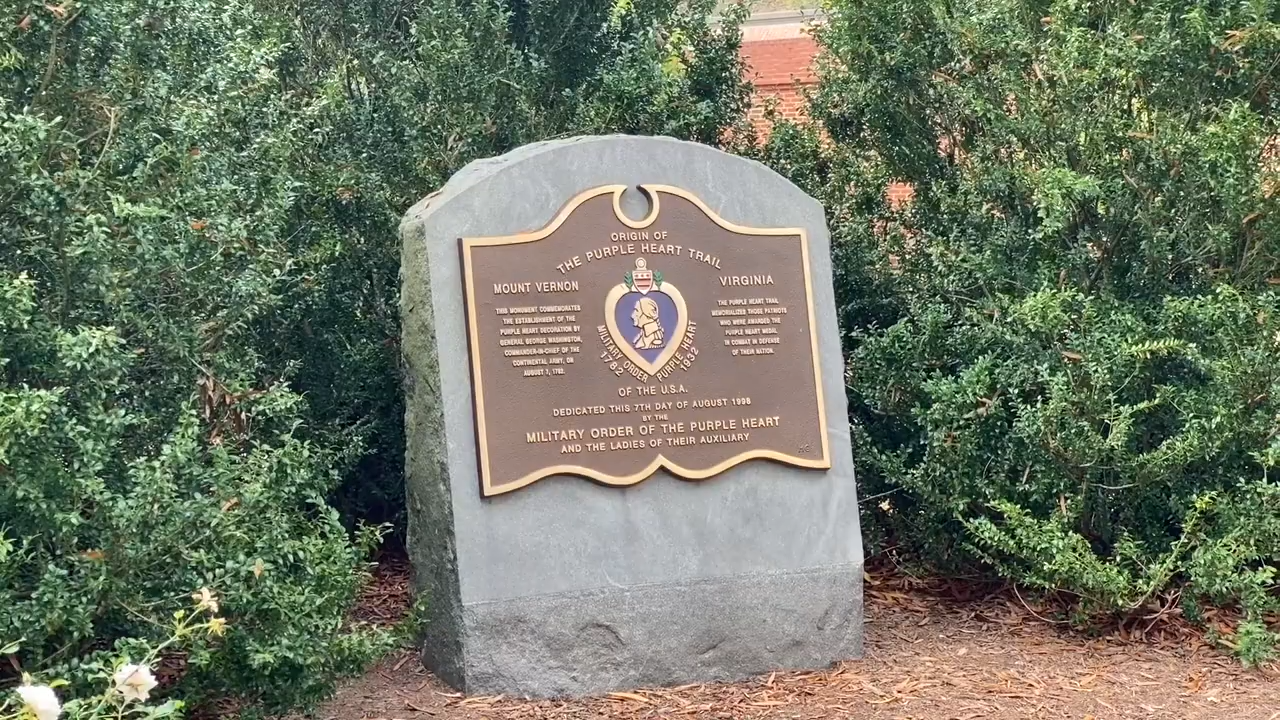 ORIGIN OF
THE PURPLE HEART TRAIL
MOUNT VERNON
THIS MONUMENT COMMEMORATES
THE ESTABLISHMENT OF THE
PURPLE HEART DECORATION BY
GENERAL GEORGE WASHINGTON,
COMMANDER-IN-CHIEF OF THE
CONTINENTAL ARMY, ON
AUGUST 7, 1782.
VIRGINIA
THE PURPLE HEART TRAIL
MEMORIALIZES THOSE PATRIOTS
WHO WERE AWARDED THE
PURPLE HEART MEDAL
IN COMBAT IN DEFENSE
OF THEIR NATION.
MILITARY ORDER PURPLE HEART
1782 1932
OF THE U.S.A.
DEDICATED THIS 7TH DAY OF AUGUST 1998
BY THE
MILITARY ORDER OF THE PURPLE HEART
AND THE LADIES OF THEIR AUXILIARY